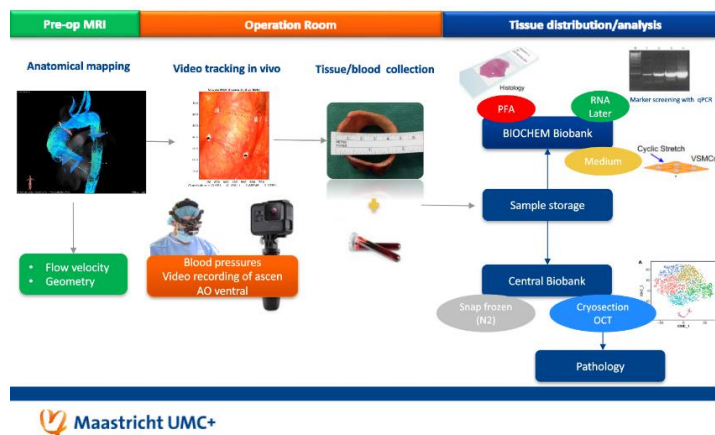 Pre-op MRI
Operation Room
Tissue distribution/analysis
Anatomical mapping
Video tracking in vivo
Tissue/blood collection
Histology
Marker screening with qPCR
PFA
RNA
Later
BIOCHEM Biobank
Medium
Cyclic Stretch
VSMCs
Sample storage
Flow velocity
Geometry
Blood pressures
Video recording of ascen
AO ventral
Central Biobank
Snap frozen
(N2)
Cryosection
OCT
Pathology
Maastricht UMC+